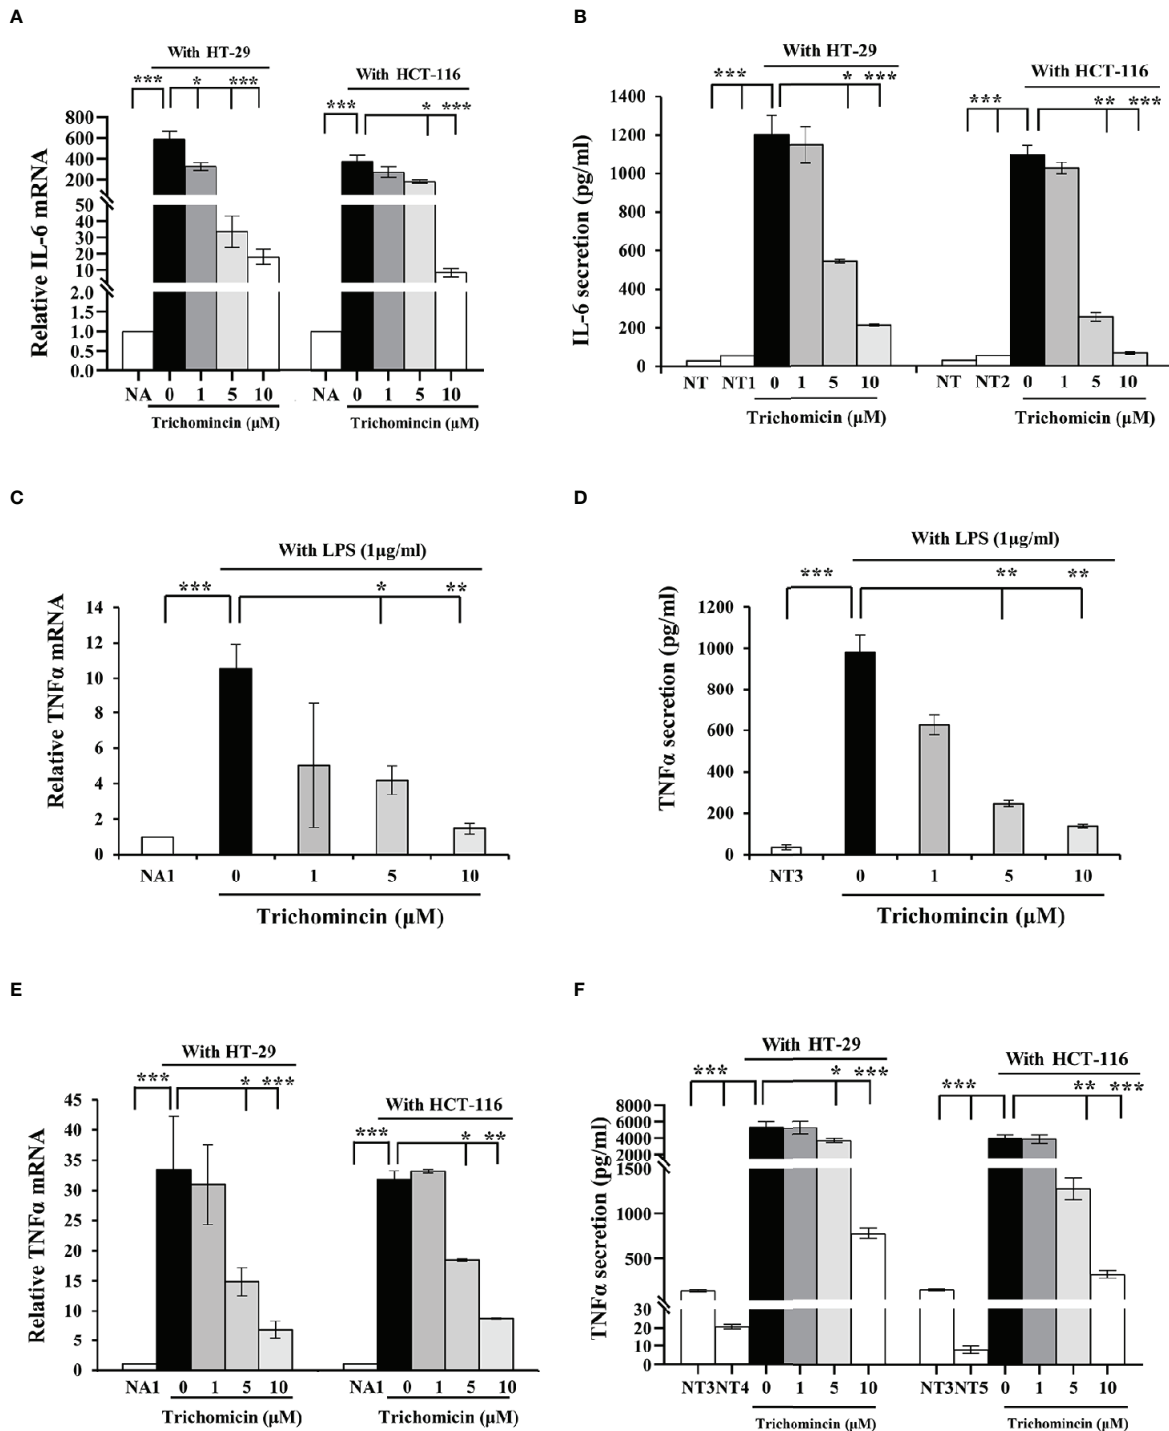 A
With HT-29
*** * ***
With HCT-116
*** * ***
Relative IL-6 mRNA
800
600
400
200
50
40
30
20
10
2.0
1.5
1.0
0.5
0.0
NA 0 1 5 10 NA 0 1 5 10
Trichomincin (μM) Trichomincin (μM)
B
With HT-29
*** * ***
With HCT-116
*** ** ***
IL-6 secretion (pg/ml)
1400
1200
1000
800
600
400
200
0
NT NT1 0 1 5 10 NT NT2 0 1 5 10
Trichomincin (μM) Trichomincin (μM)
C
With LPS (1μg/ml)
*** * **
Relative TNFα mRNA
14
12
10
8
6
4
2
0
NA1 0 1 5 10
Trichomincin (μM)
D
With LPS (1μg/ml)
*** ** **
TNFα secretion (pg/ml)
1200
1000
800
600
400
200
0
NT3 0 1 5 10
Trichomincin (μM)
E
With HT-29
*** * ***
With HCT-116
*** * **
Relative TNFα mRNA
45
40
35
30
25
20
15
10
5
0
NA1 0 1 5 10 NA1 0 1 5 10
Trichomicin (μM) Trichomicin (μM)
F
With HT-29
*** * ***
With HCT-116
*** ** ***
TNFα secretion (pg/ml)
8000
6000
4000
2000
1500
1000
500
30
20
10
0
NT3 NT4 0 1 5 10 NT3 NT5 0 1 5 10
Trichomincin (μM) Trichomincin (μM)